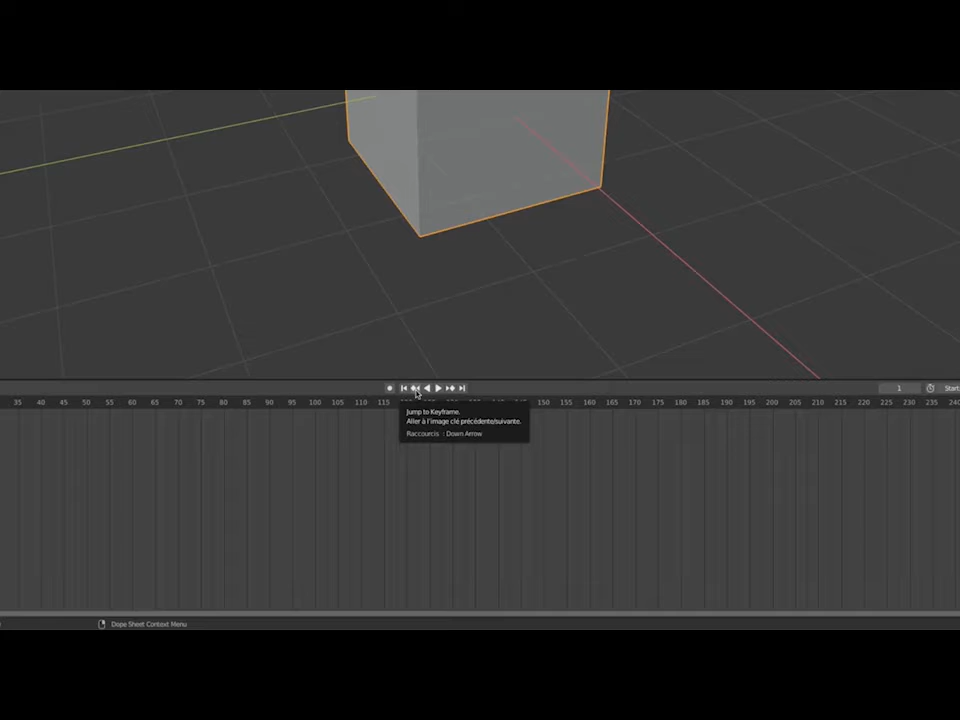 1
Start
35 40 45 50 55 60 65 70 75 80 85 90 95 100 105 110 115 150 155 160 165 170 175 180 185 190 195 200 205 210 215 220 225 230 235 240
Jump to Keyframe.
Aller à l'image clé précédente/suivante.
Raccourcis : Down Arrow
Dope Sheet Context Menu